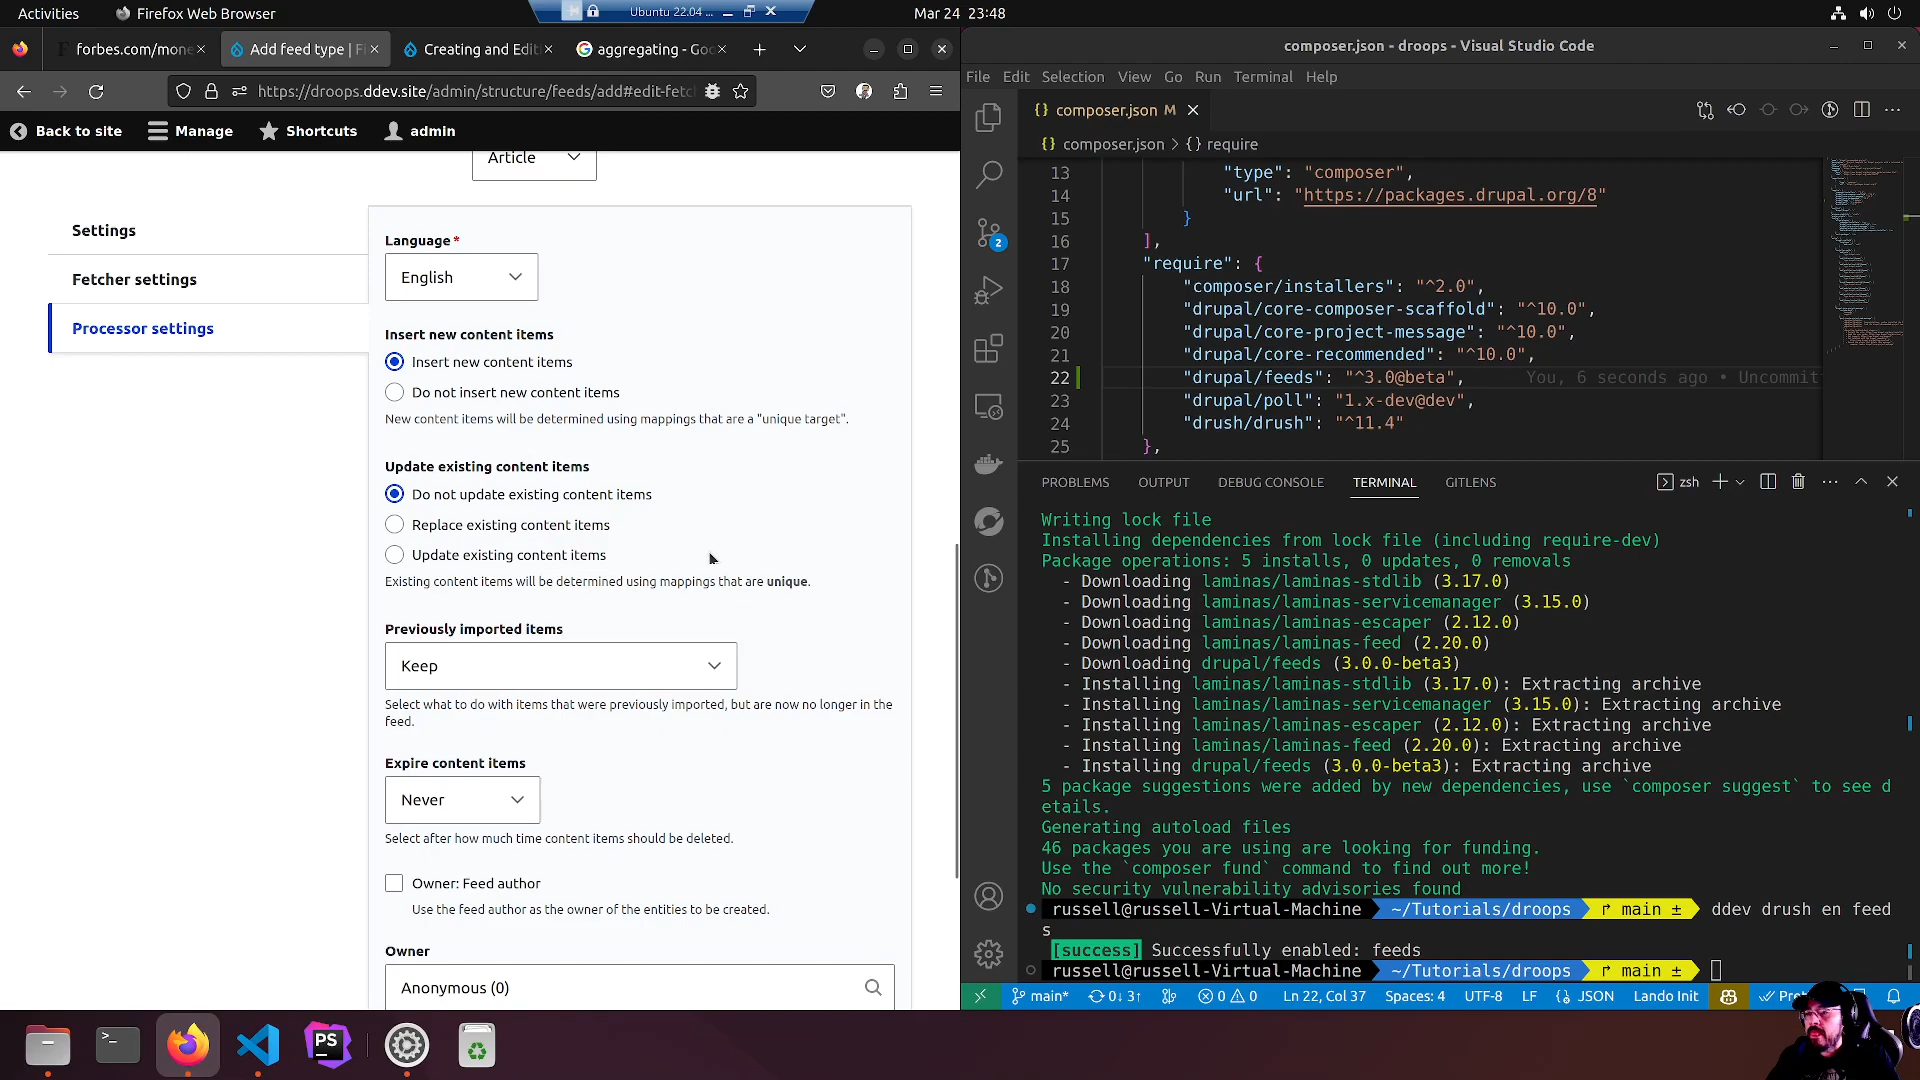 Activities
Firefox Web Browser
Ubuntu 22.04 ...
Mar 24 23:48
forbes.com/mone
Add feed type | F
Creating and Edit
aggregating - Goo
https://droops.ddev.site/admin/structure/feeds/add#edit-fetc
Back to site
Manage
Shortcuts
admin
Article
Settings
Fetcher settings
Processor settings
Language *
English
Insert new content items
Insert new content items
Do not insert new content items
New content items will be determined using mappings that are a "unique target".
Update existing content items
Do not update existing content items
Replace existing content items
Update existing content items
Existing content items will be determined using mappings that are unique.
Previously imported items
Keep
Select what to do with items that were previously imported, but are now no longer in the
feed.
Expire content items
Never
Select after how much time content items should be deleted.
Owner: Feed author
Use the feed author as the owner of the entities to be created.
Owner
Anonymous (0)
composer.json - droops - Visual Studio Code
File Edit Selection View Go Run Terminal Help
{} composer.json M
{} composer.json > {} require
13 "type": "composer",
14 "url": "https://packages.drupal.org/8"
15 }
16 ],
17 "require": {
18 "composer/installers": "^2.0",
19 "drupal/core-composer-scaffold": "^10.0",
20 "drupal/core-project-message": "^10.0",
21 "drupal/core-recommended": "^10.0",
22 "drupal/feeds": "^3.0@beta", You, 6 seconds ago • Uncommit
23 "drupal/poll": "1.x-dev@dev",
24 "drush/drush": "^11.4"
25 },
2
PROBLEMS OUTPUT DEBUG CONSOLE TERMINAL GITLENS
zsh
Writing lock file
Installing dependencies from lock file (including require-dev)
Package operations: 5 installs, 0 updates, 0 removals
- Downloading laminas/laminas-stdlib (3.17.0)
- Downloading laminas/laminas-servicemanager (3.15.0)
- Downloading laminas/laminas-escaper (2.12.0)
- Downloading laminas/laminas-feed (2.20.0)
- Downloading drupal/feeds (3.0.0-beta3)
- Installing laminas/laminas-stdlib (3.17.0): Extracting archive
- Installing laminas/laminas-servicemanager (3.15.0): Extracting archive
- Installing laminas/laminas-escaper (2.12.0): Extracting archive
- Installing laminas/laminas-feed (2.20.0): Extracting archive
- Installing drupal/feeds (3.0.0-beta3): Extracting archive
5 package suggestions were added by new dependencies, use `composer suggest` to see d
etails.
Generating autoload files
46 packages you are using are looking for funding.
Use the `composer fund` command to find out more!
No security vulnerability advisories found
russell@russell-Virtual-Machine ~/Tutorials/droops main ± ddev drush en feed
s
[success] Successfully enabled: feeds
russell@russell-Virtual-Machine ~/Tutorials/droops main ±
main* 0↓ 3↑ 0 0 Ln 22, Col 37 Spaces: 4 UTF-8 LF {} JSON Lando Init
PS